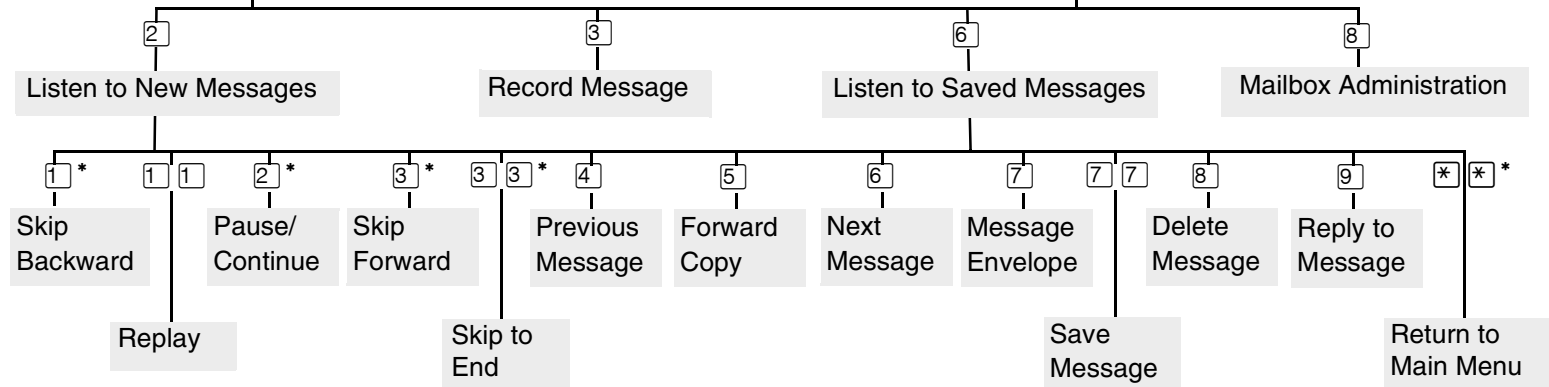 2 3 6 8
Listen to New Messages Record Message Listen to Saved Messages Mailbox Administration
1 * 1 1 2 * 3 * 3 3 * 4 5 6 7 7 7 8 9 * * *
Skip
Backward
Pause/
Continue
Skip
Forward
Previous
Message
Forward
Copy
Next
Message
Message
Envelope
Delete
Message
Reply to
Message
Replay
Skip to
End
Save
Message
Return to
Main Menu